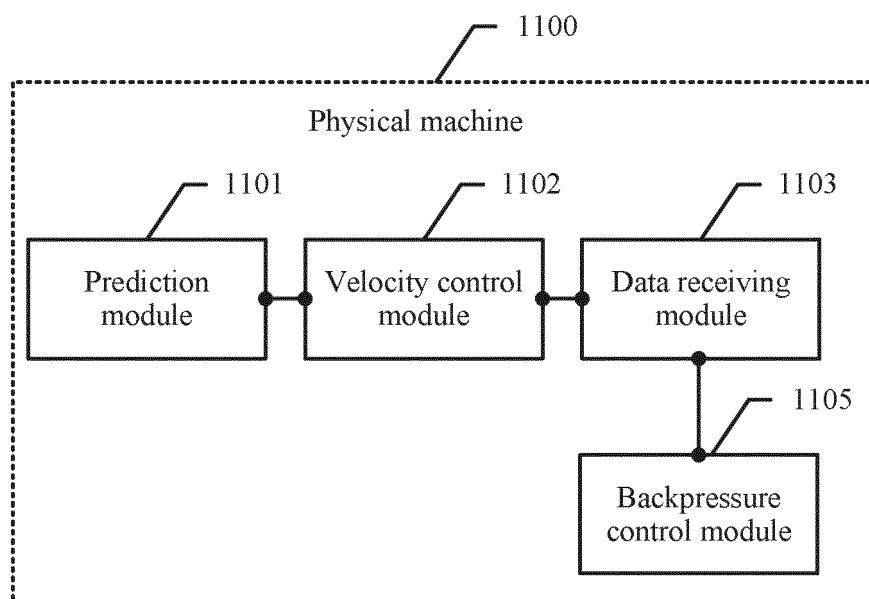 1100
Physical machine
1101
1102
1103
Prediction
module
Velocity control
module
Data receiving
module
1105
Backpressure
control module